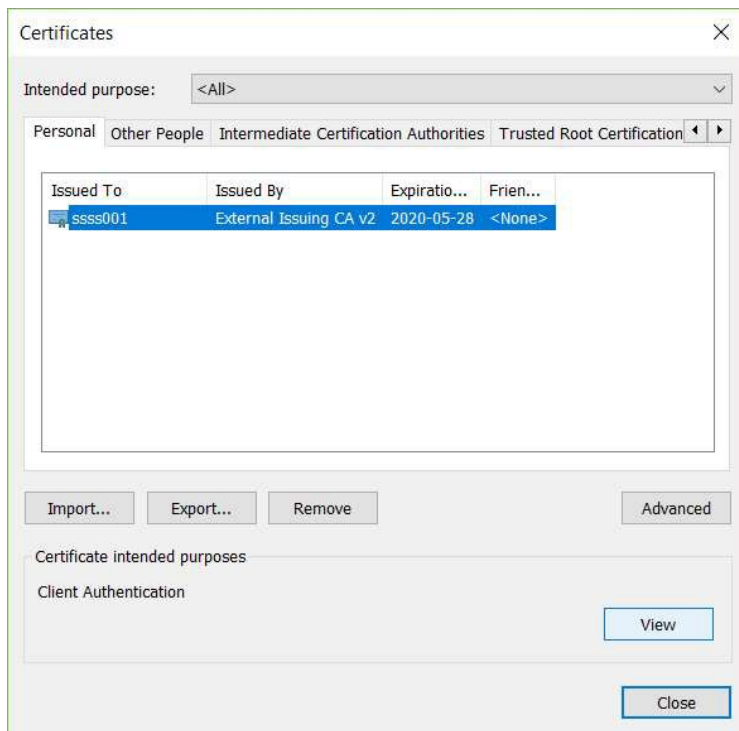 Certificates
Intended purpose: <All>
Personal Other People Intermediate Certification Authorities Trusted Root Certification
Issued To Issued By Expiratio... Frien...
ssss001 External Issuing CA v2 2020-05-28 <None>
Import... Export... Remove Advanced
Certificate intended purposes
Client Authentication
View
Close